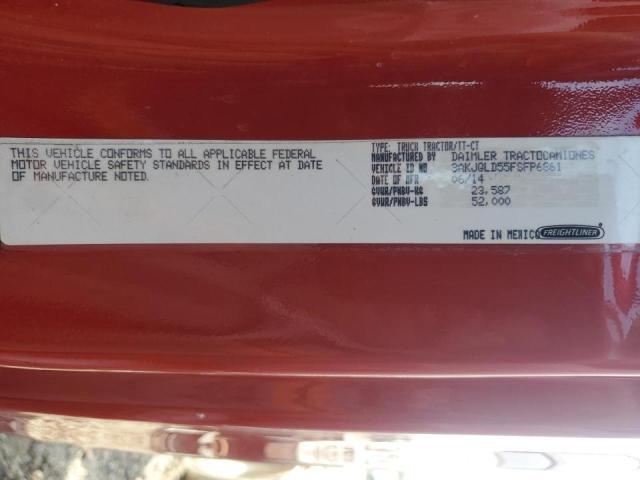 THIS VEHICLE CONFORMS TO ALL APPLICABLE FEDERAL
MOTOR VEHICLE SAFETY STANDARDS IN EFFECT AT DATE
OF MANUFACTURE NOTED.
TYPE: TRUCK TRACTOR/TT-CT
MANUFACTURED BY DAIMLER TRACTOCAMIONES
VEHICLE ID NO 3AKJGLD55FSFP6861
DATE OF MFR 06/14
GVWR/PNBV-KG 23,587
GVWR/PNBV-LBS 52,000
MADE IN MEXICO FREIGHTLINER